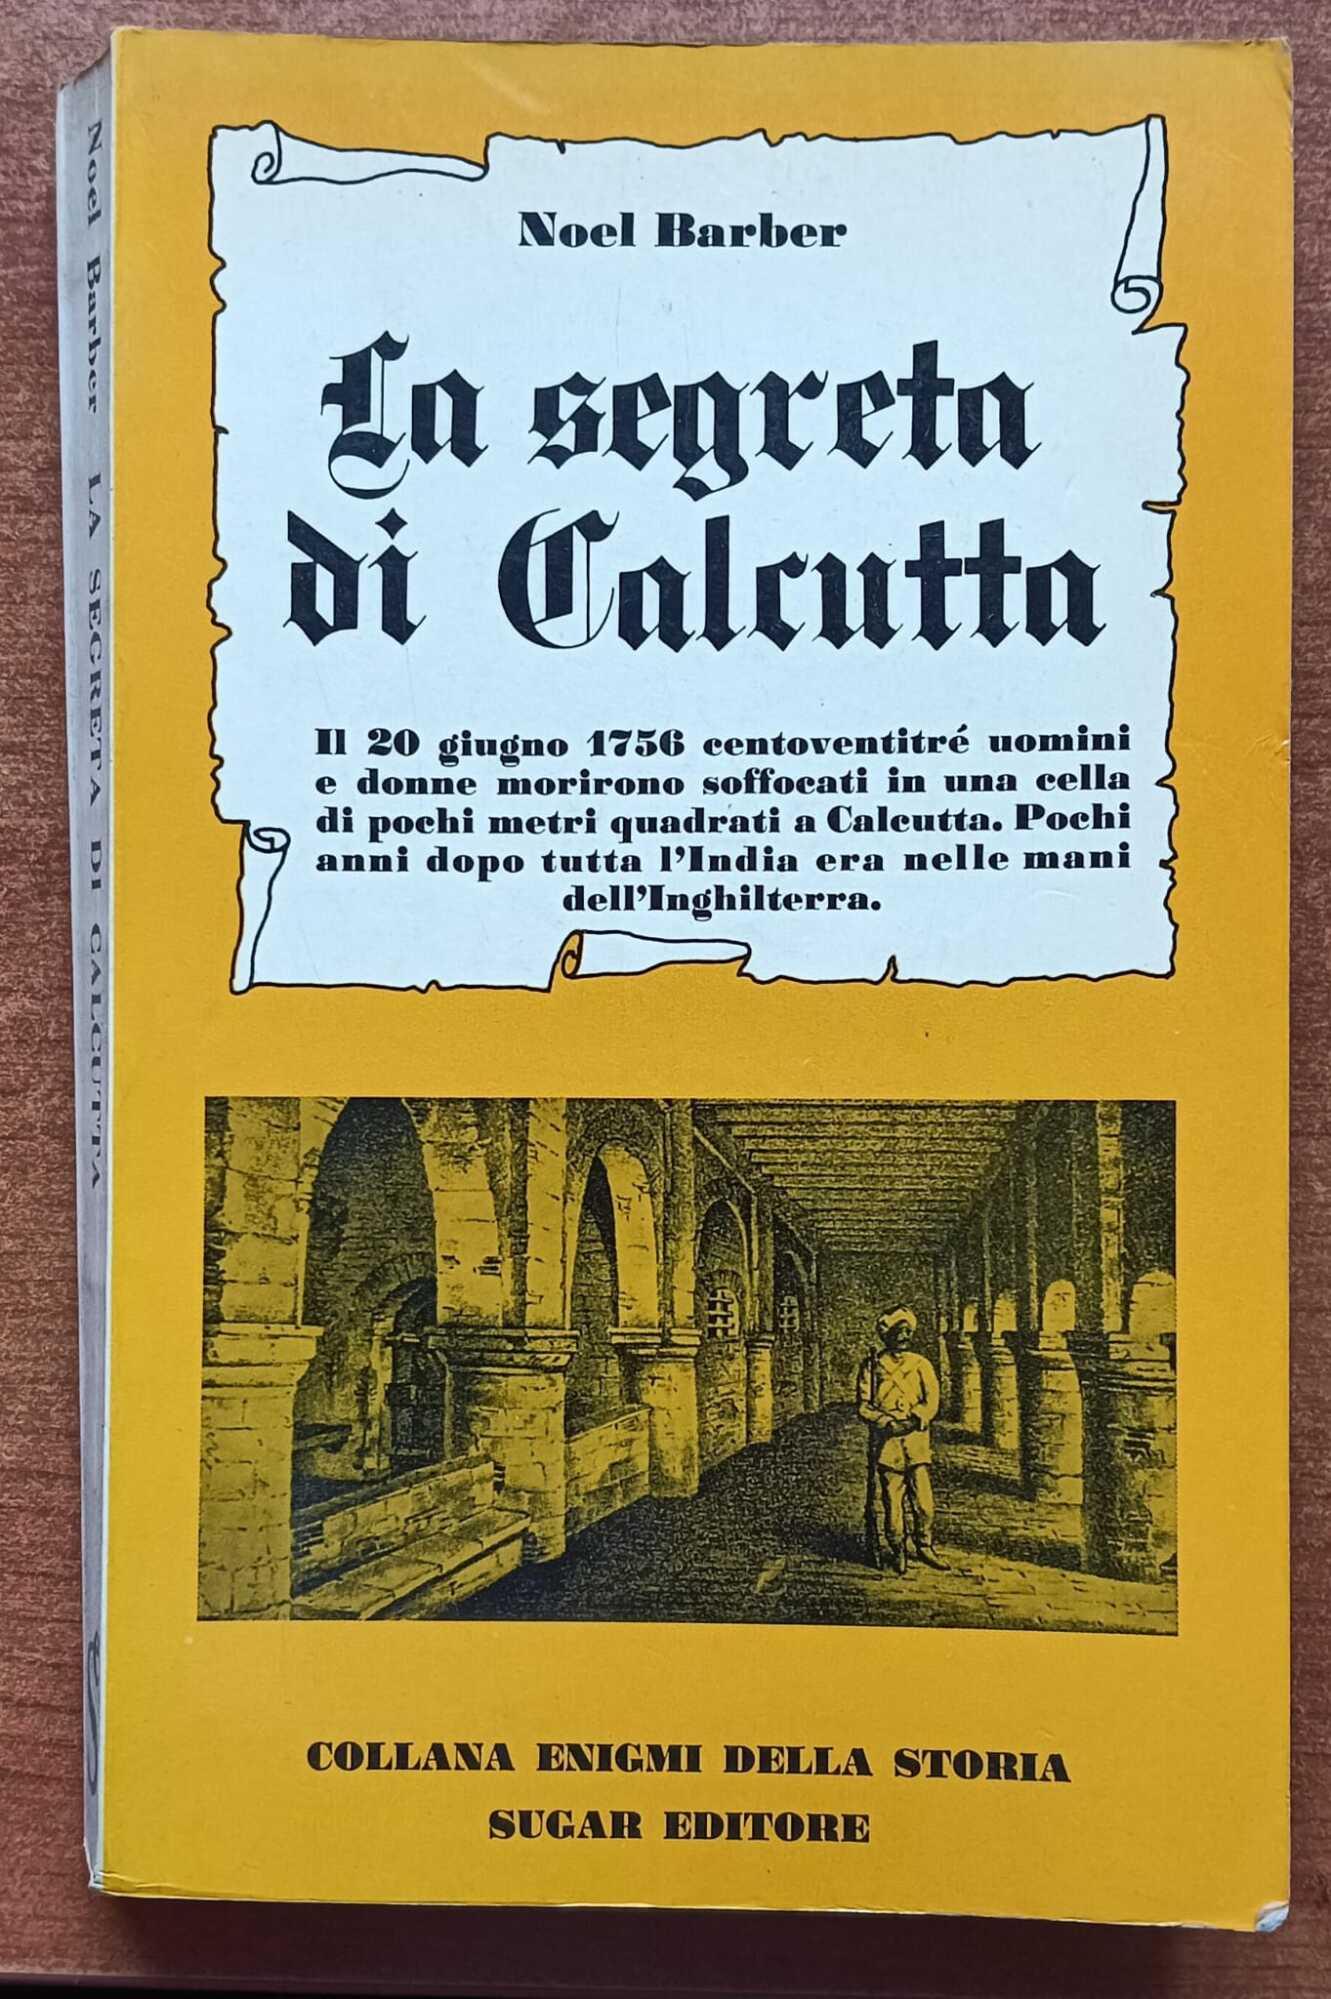 Noel Barber
La segreta
di Calcutta
Il 20 giugno 1756 centoventitré uomini
e donne morirono soffocati in una cella
di pochi metri quadrati a Calcutta. Pochi
anni dopo tutta l'India era nelle mani
dell'Inghilterra.
COLLANA ENIGMI DELLA STORIA
SUGAR EDITORE
Noel Barber LA SEGRETA DI CALCUTTA